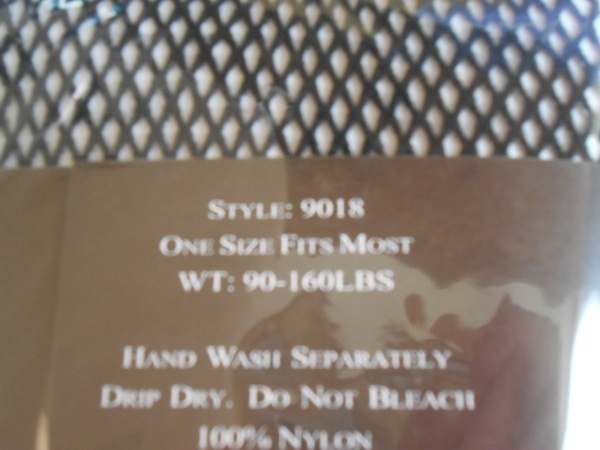 STYLE: 9018
ONE SIZE FITS MOST
WT: 90-160LBS
HAND WASH SEPARATELY
DRIP DRY. DO NOT BLEACH
100% NYLON